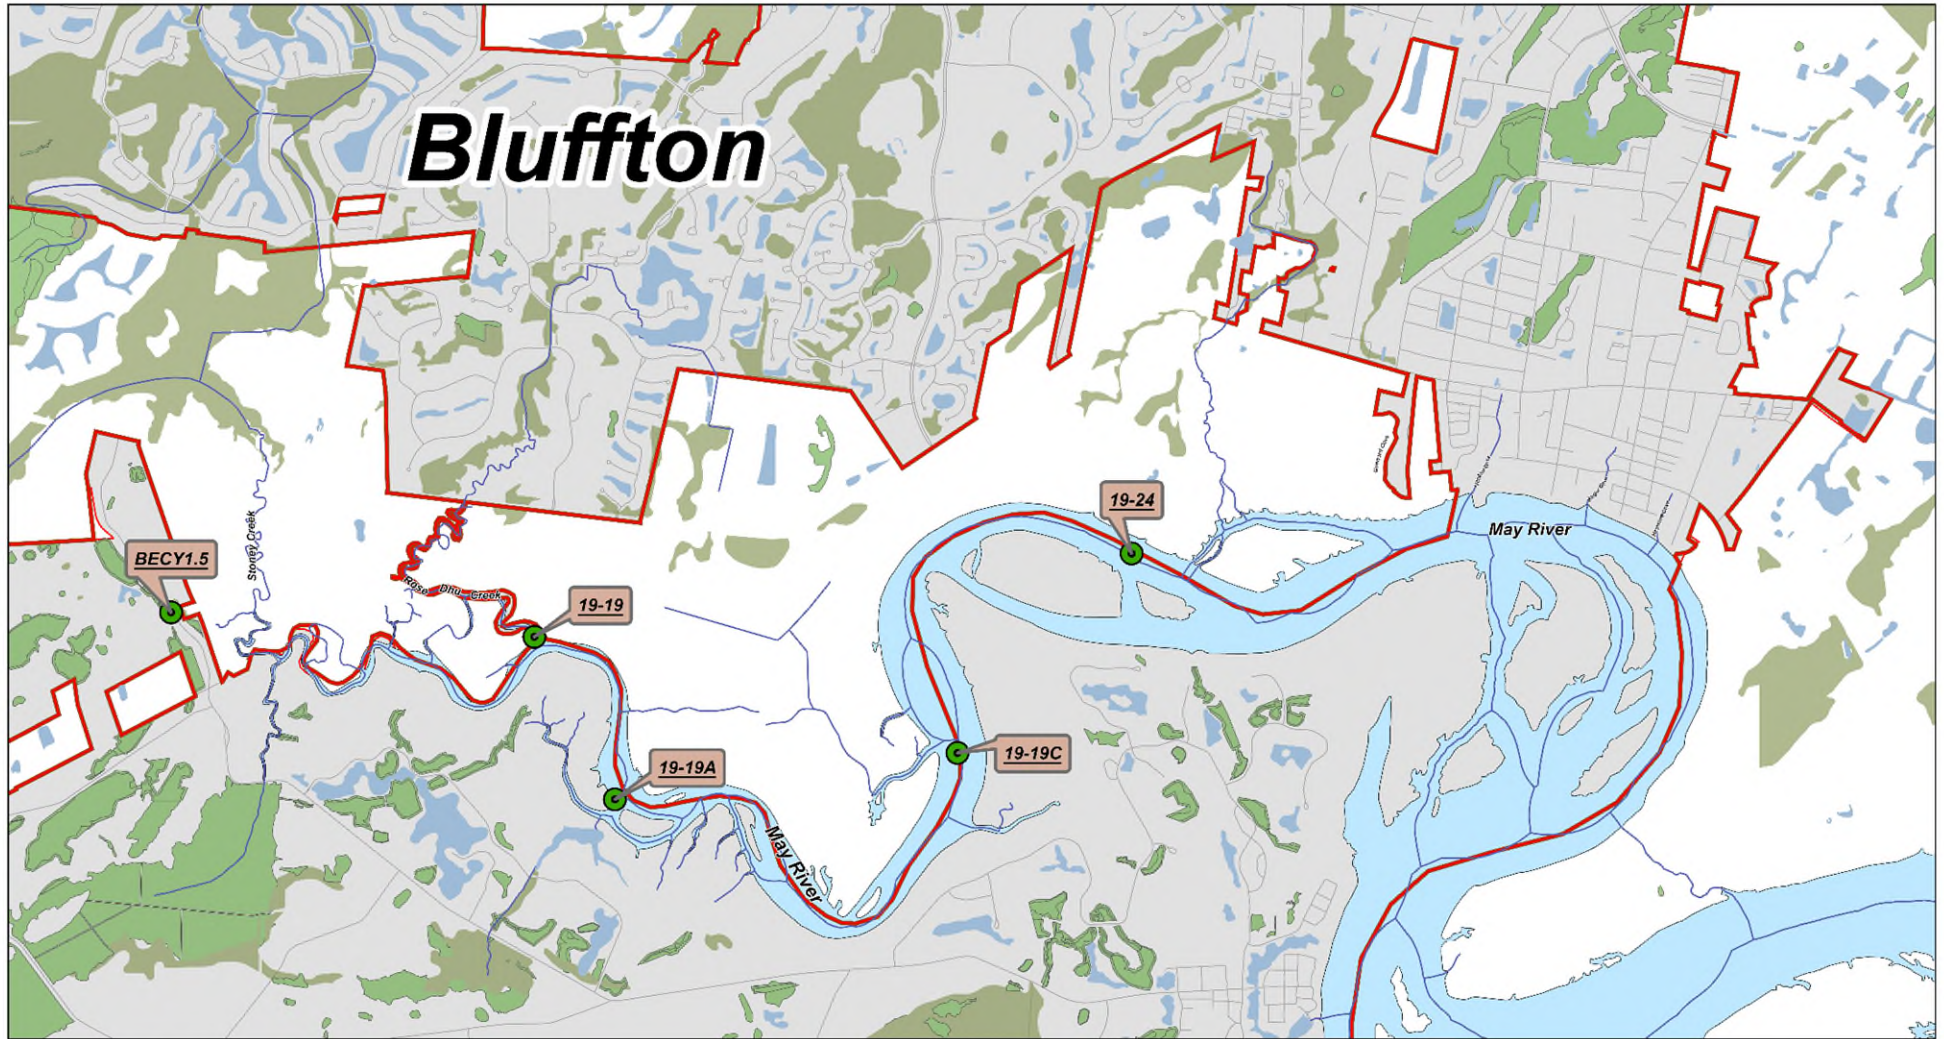 Bluffton
19-24
May River
Stoney Creek
BECY1.5
Rose Dhu Creek
19-19
19-19C
19-19A
May River